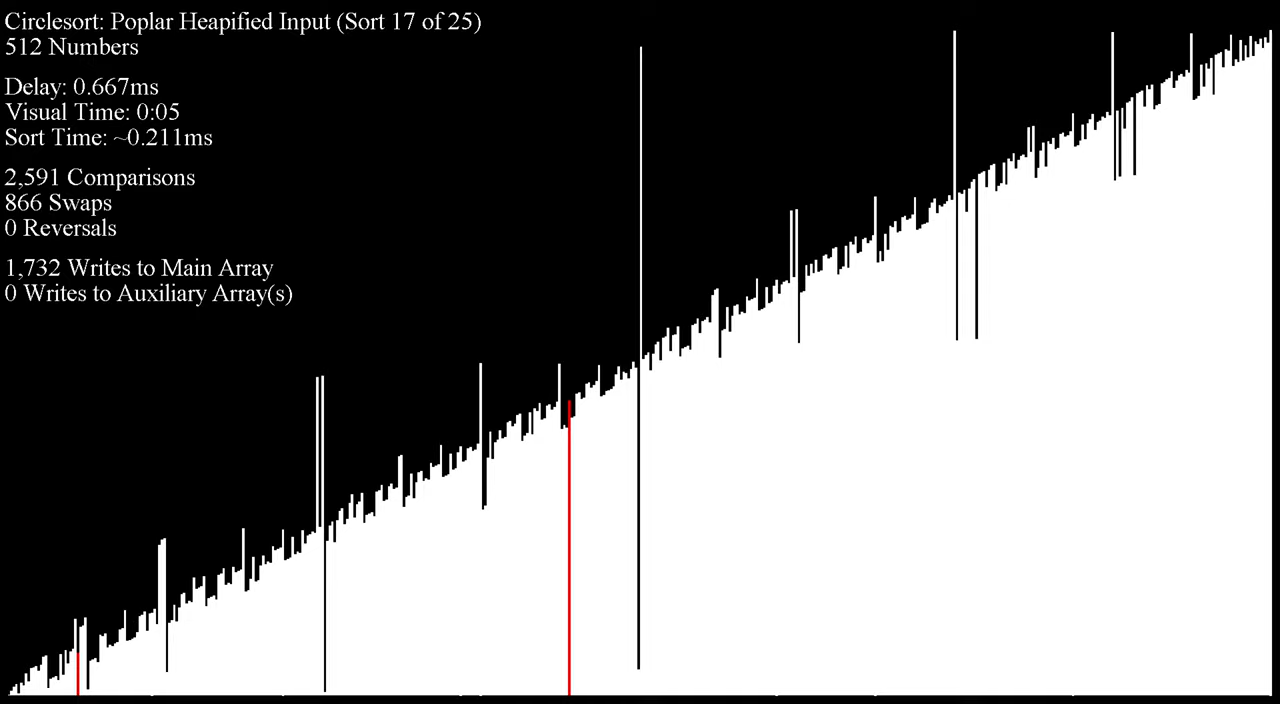 Circlesort: Poplar Heapified Input (Sort 17 of 25)
512 Numbers
Delay: 0.667ms
Visual Time: 0:05
Sort Time: ~0.211ms
2,591 Comparisons
866 Swaps
0 Reversals
1,732 Writes to Main Array
0 Writes to Auxiliary Array(s)